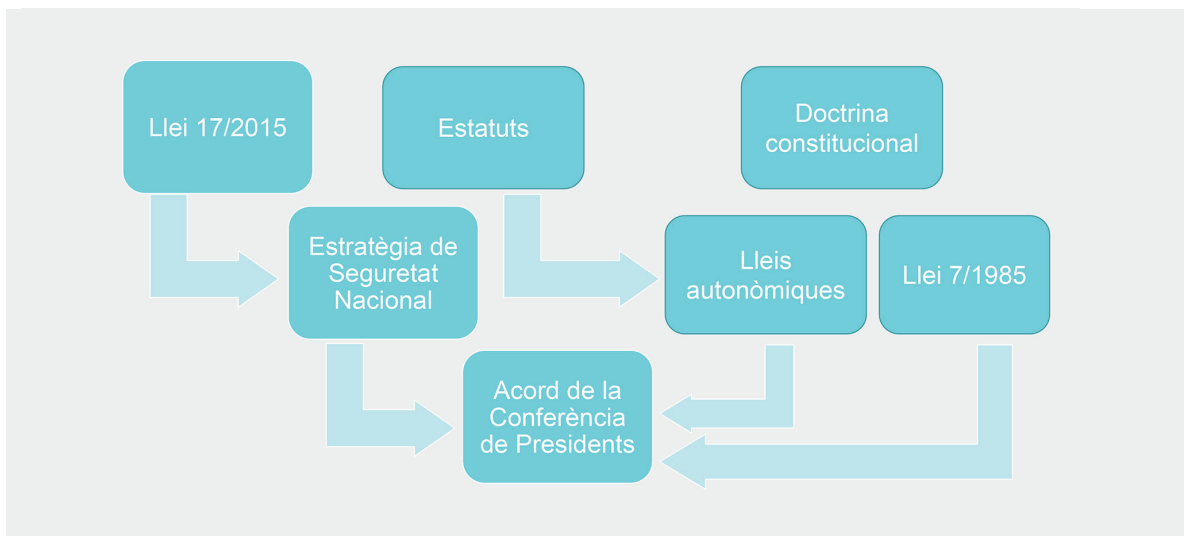 Llei 17/2015
Estatuts
Doctrina
constitucional
Estratègia de
Seguretat
Nacional
Lleis
autonòmiques
Llei 7/1985
Acord de la
Conferència
de Presidents